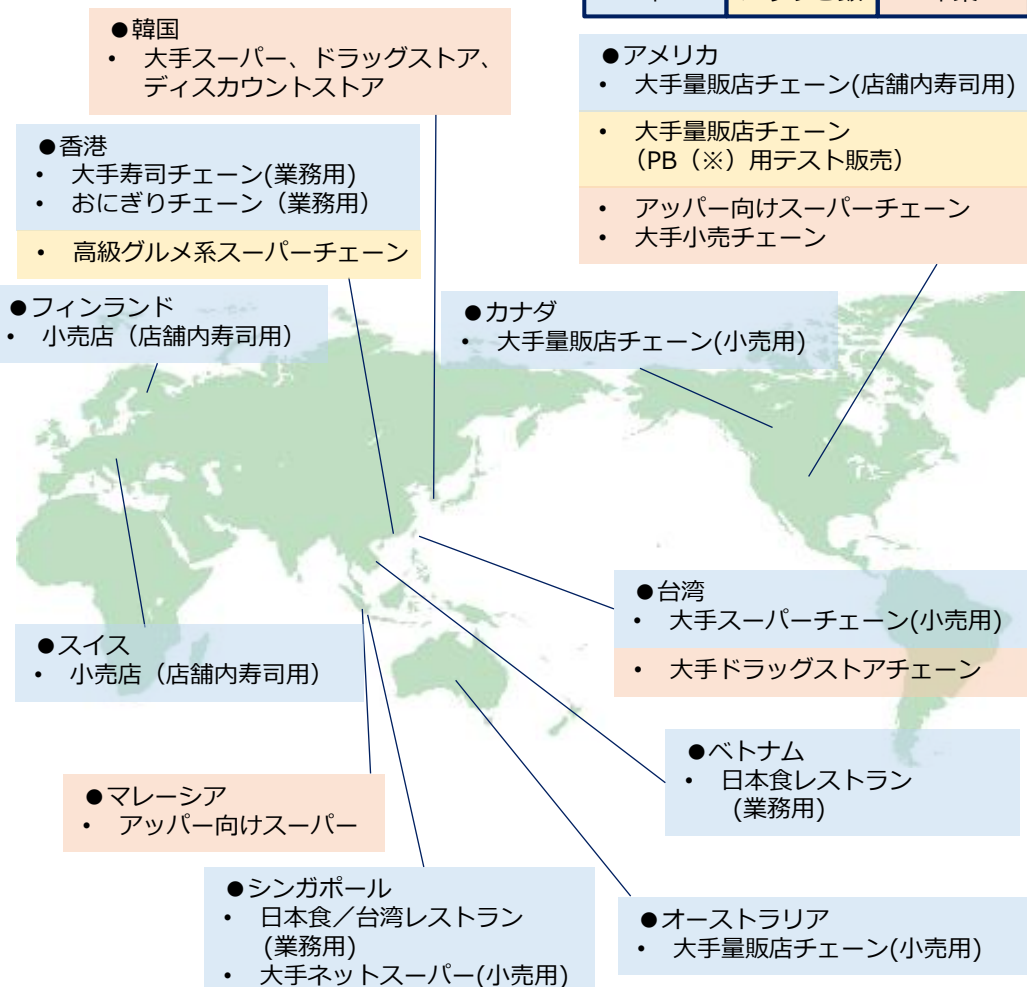 ●韓国
• 大手スーパー、ドラッグストア、
ディスカウントストア
●アメリカ
• 大手量販店チェーン(店舗内寿司用)
• 大手量販店チェーン
（PB（※）用テスト販売）
• アッパー向けスーパーチェーン
• 大手小売チェーン
●香港
• 大手寿司チェーン(業務用)
• おにぎりチェーン（業務用）
• 高級グルメ系スーパーチェーン
●フィンランド
• 小売店（店舗内寿司用）
●カナダ
• 大手量販店チェーン(小売用)
●台湾
• 大手スーパーチェーン(小売用)
• 大手ドラッグストアチェーン
●スイス
• 小売店（店舗内寿司用）
●ベトナム
• 日本食レストラン
(業務用)
●マレーシア
• アッパー向けスーパー
●シンガポール
• 日本食／台湾レストラン
(業務用)
• 大手ネットスーパー(小売用)
●オーストラリア
• 大手量販店チェーン(小売用)